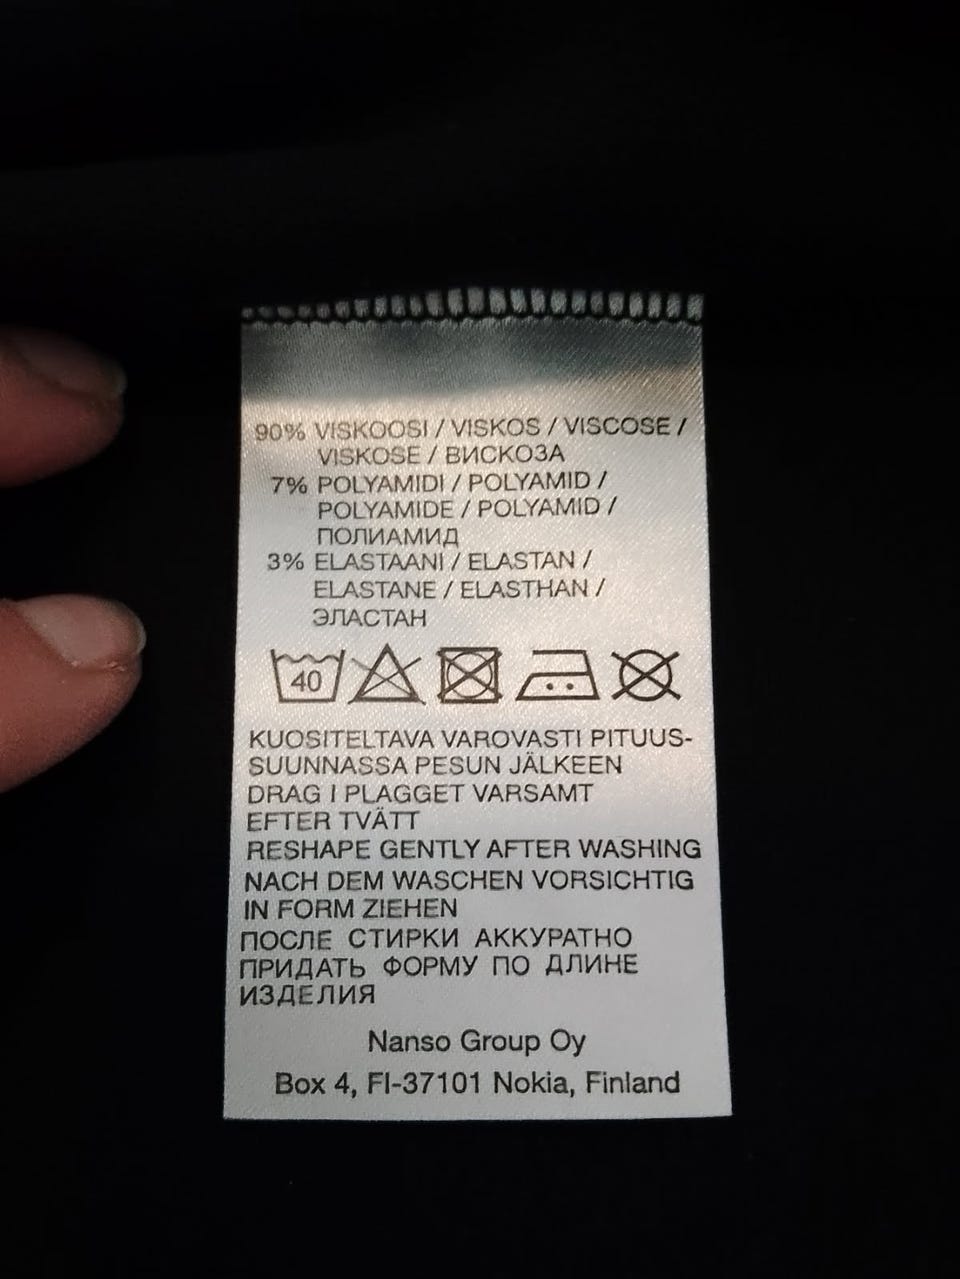 90% VISKOOSI / VISKOS / VISCOSE /
VISKOSE / ВИСКОЗА
7% POLYAMIDI / POLYAMID /
POLYAMIDE / POLYAMID /
ПОЛИАМИД
3% ELASTAANI / ELASTAN /
ELASTANE / ELASTHAN /
ЭЛАСТАН
40
KUOSITELTAVA VAROVASTI PITUUS-
SUUNNASSA PESUN JÄLKEEN
DRAG I PLAGGET VARSAMT
EFTER TVÄTT
RESHAPE GENTLY AFTER WASHING
NACH DEM WASCHEN VORSICHTIG
IN FORM ZIEHEN
ПОСЛЕ СТИРКИ АККУРАТНО
ПРИДАТЬ ФОРМУ ПО ДЛИНЕ
ИЗДЕЛИЯ
Nanso Group Oy
Box 4, FI-37101 Nokia, Finland